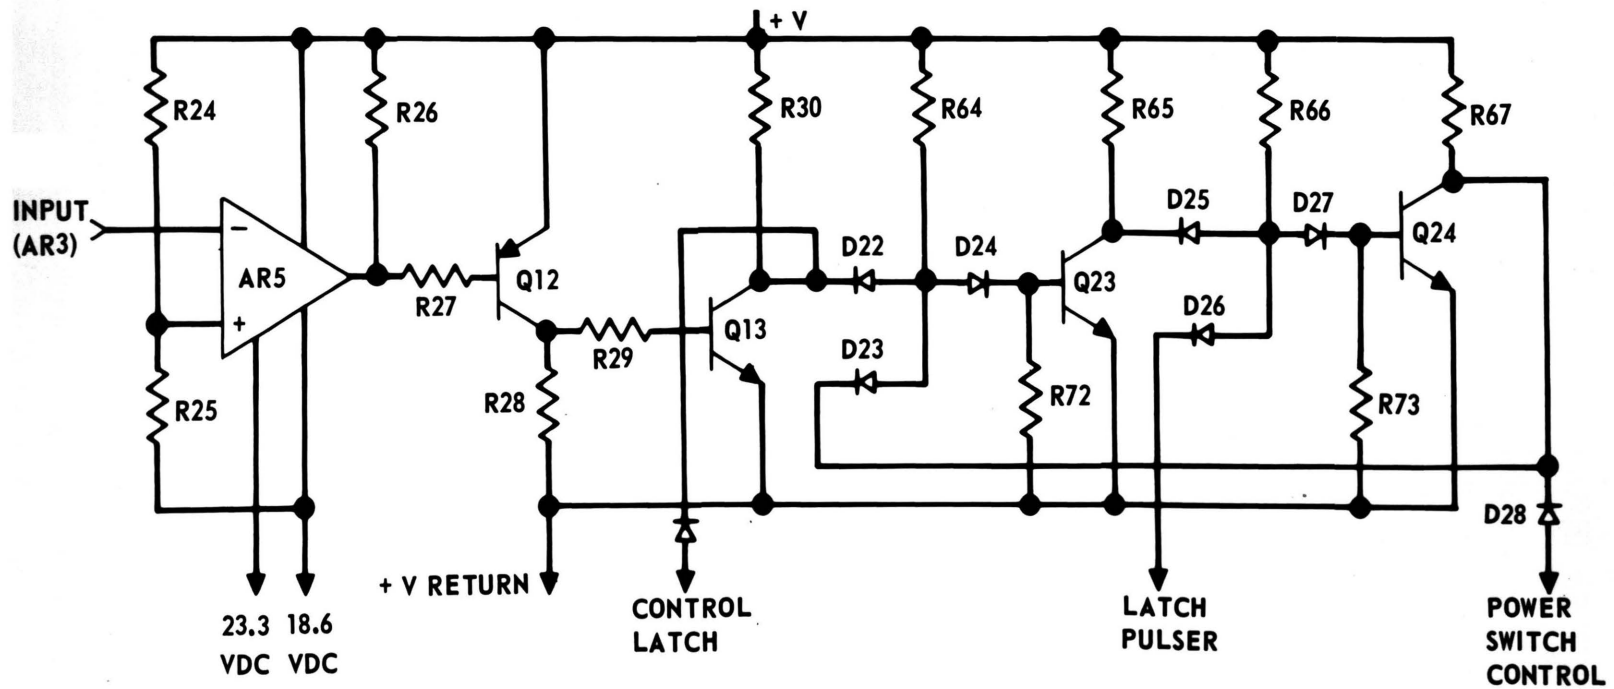 + V
R24
R26
R30
R64
R65
R66
R67
INPUT
(AR3)
−
AR5
+
R27
Q12
D22
D24
Q23
D25
D27
Q24
R29
Q13
D23
D26
R25
R28
R72
R73
D28
+ V RETURN
23.3
VDC
18.6
VDC
CONTROL
LATCH
LATCH
PULSER
POWER
SWITCH
CONTROL